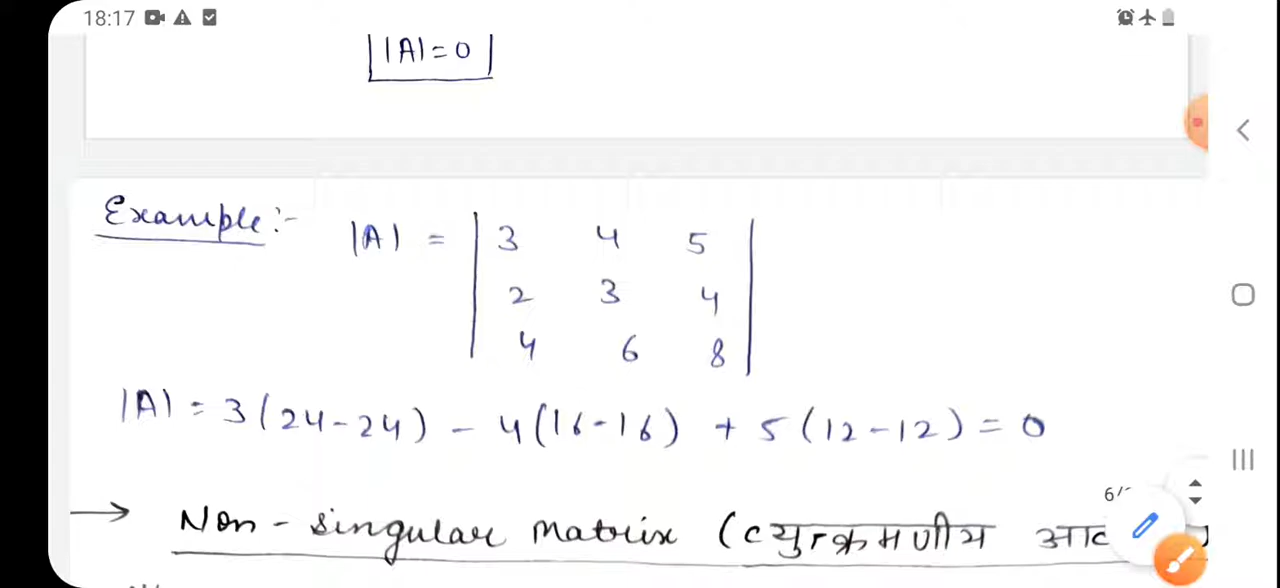 18:17
|A|=0
Example:-
|A| = | 3 4 5 |
| 2 3 4 |
| 4 6 8 |
|A| = 3(24-24) - 4(16-16) + 5(12-12) = 0
6/
→ Non-singular matrix (व्युत्क्रमणीय